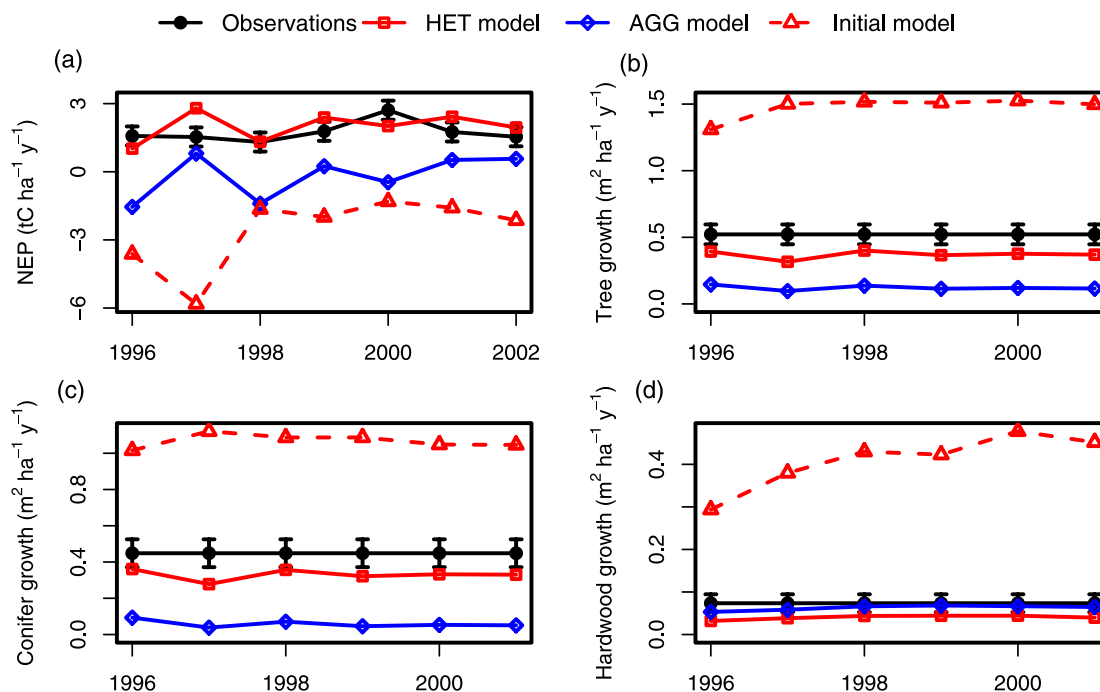 Observations HET model AGG model Initial model
(a)
NEP (tC ha⁻¹ y⁻¹)
3
0
−3
−6
1996 1998 2000 2002
(b)
Tree growth (m² ha⁻¹ y⁻¹)
1.5
1.0
0.5
0.0
1996 1998 2000
(c)
Conifer growth (m² ha⁻¹ y⁻¹)
0.8
0.4
0.0
1996 1998 2000
(d)
Hardwood growth (m² ha⁻¹ y⁻¹)
0.4
0.2
0.0
1996 1998 2000